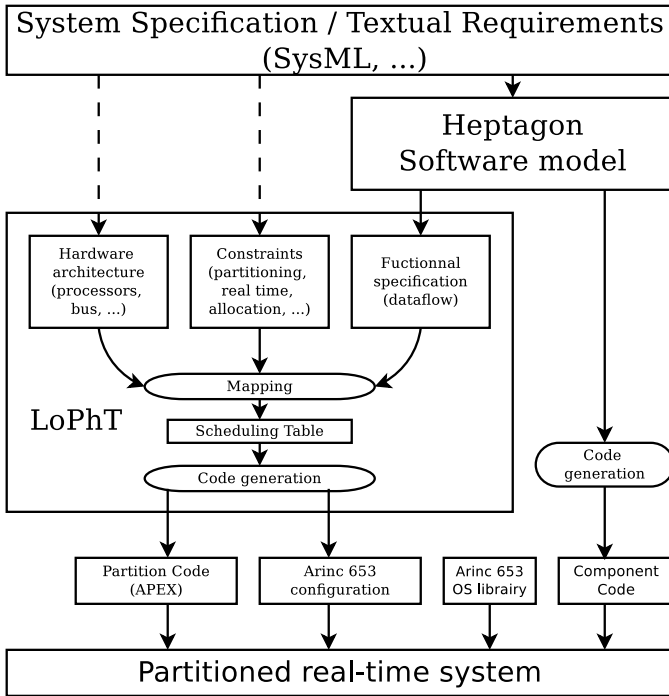 System Specification / Textual Requirements
(SysML, ...)
Heptagon
Software model
Hardware
architecture
(processors,
bus, ...)
Constraints
(partitioning,
real time,
allocation, ...)
Fuctionnal
specification
(dataflow)
Mapping
LoPhT
Scheduling Table
Code generation
Code
generation
Partition Code
(APEX)
Arinc 653
configuration
Arinc 653
OS librairy
Component
Code
Partitioned real-time system